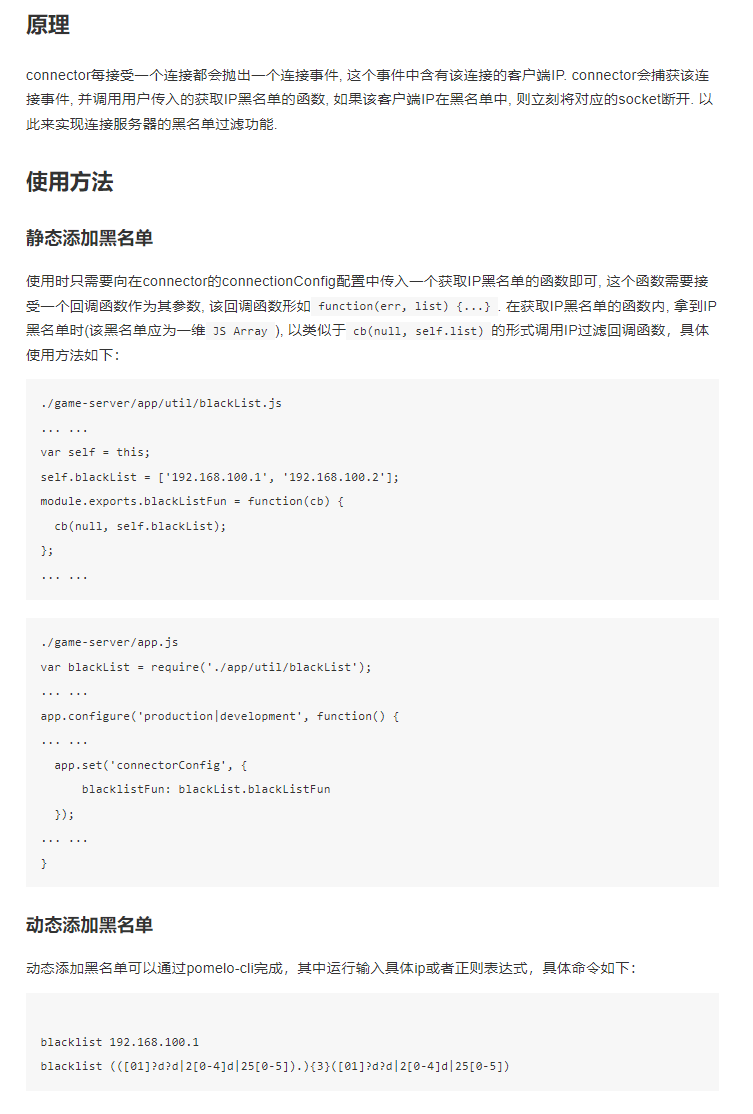 原理
connector每接受一个连接都会抛出一个连接事件, 这个事件中含有该连接的客户端IP. connector会捕获该连
接事件, 并调用用户传入的获取IP黑名单的函数, 如果该客户端IP在黑名单中, 则立刻将对应的socket断开. 以
此来实现连接服务器的黑名单过滤功能.
使用方法
静态添加黑名单
使用时只需要向在connector的connectionConfig配置中传入一个获取IP黑名单的函数即可, 这个函数需要接
受一个回调函数作为其参数, 该回调函数形如 function(err, list) {...} . 在获取IP黑名单的函数内, 拿到IP
黑名单时(该黑名单应为一维 JS Array ), 以类似于 cb(null, self.list) 的形式调用IP过滤回调函数，具体
使用方法如下：
./game-server/app/util/blackList.js
... ...
var self = this;
self.blackList = ['192.168.100.1', '192.168.100.2'];
module.exports.blackListFun = function(cb) {
  cb(null, self.blackList);
};
... ...
./game-server/app.js
var blackList = require('./app/util/blackList');
... ...
app.configure('production|development', function() {
... ...
  app.set('connectorConfig', {
      blacklistFun: blackList.blackListFun
  });
... ...
}
动态添加黑名单
动态添加黑名单可以通过pomelo-cli完成，其中运行输入具体ip或者正则表达式，具体命令如下：
blacklist 192.168.100.1
blacklist (([01]?d?d|2[0-4]d|25[0-5]).){3}([01]?d?d|2[0-4]d|25[0-5])